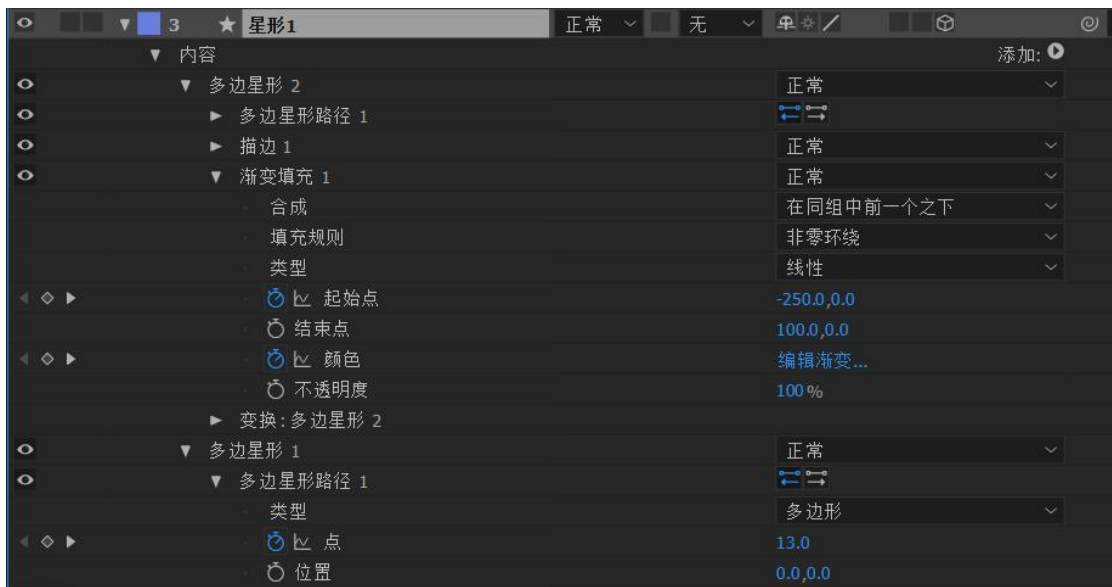 3 星形1 正常 无
内容 添加:
多边星形 2 正常
多边星形路径 1
描边 1 正常
渐变填充 1 正常
合成 在同组中前一个之下
填充规则 非零环绕
类型 线性
起始点 -250.0,0.0
结束点 100.0,0.0
颜色 编辑渐变...
不透明度 100%
变换:多边星形 2
多边星形 1 正常
多边星形路径 1
类型 多边形
点 13.0
位置 0.0,0.0